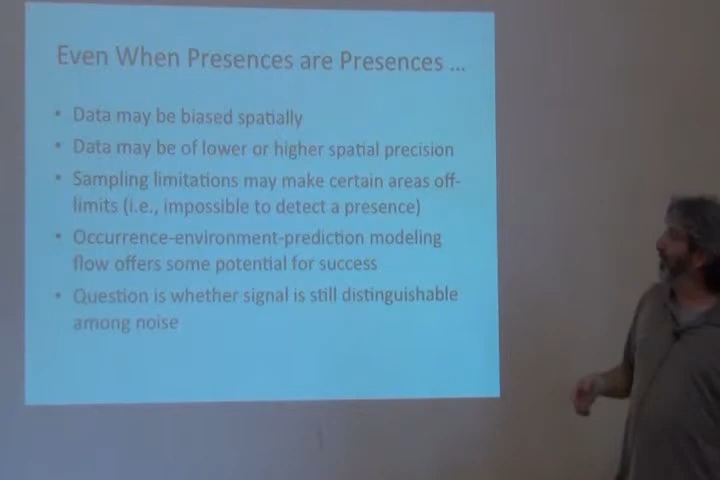 Even When Presences are Presences ...
• Data may be biased spatially
• Data may be of lower or higher spatial precision
• Sampling limitations may make certain areas off-
limits (i.e., impossible to detect a presence)
• Occurrence-environment-prediction modeling
flow offers some potential for success
• Question is whether signal is still distinguishable
among noise